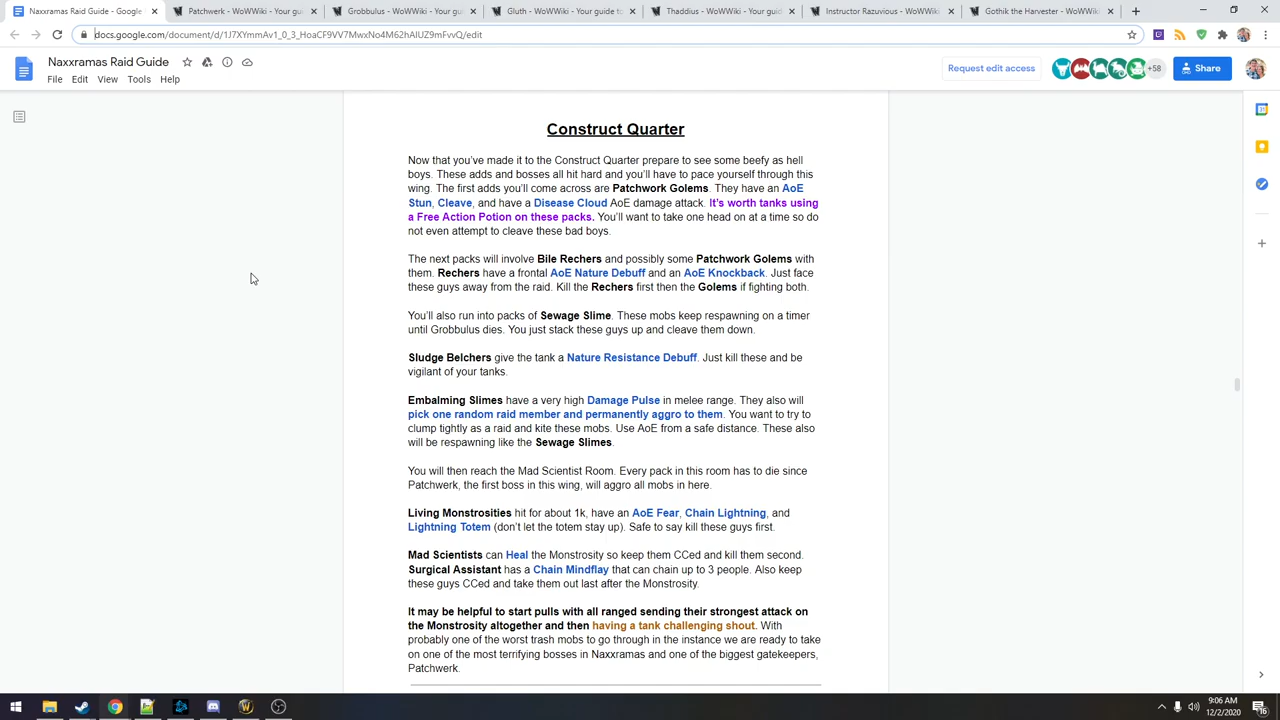 Naxxramas Raid Guide - Google
Patchwerk - WoWWiki - Your gui
Grobbulus - WoWWiki - Your gui
Gluth - WoWWiki - Your guide to
Thaddius - WoWWiki - Your guid
Instructor Razuvious - WoWWiki
Gothik the Harvester - WoWWiki
docs.google.com/document/d/1J7XYmmAv1_0_3_HoaCF9VV7MwxNo4M62hAlUZ9mFvvQ/edit
Naxxramas Raid Guide
File Edit View Tools Help
Request edit access
+58
Share
Construct Quarter
Now that you've made it to the Construct Quarter prepare to see some beefy as hell
boys. These adds and bosses all hit hard and you'll have to pace yourself through this
wing. The first adds you'll come across are Patchwork Golems. They have an AoE
Stun, Cleave, and have a Disease Cloud AoE damage attack. It's worth tanks using
a Free Action Potion on these packs. You'll want to take one head on at a time so do
not even attempt to cleave these bad boys.
The next packs will involve Bile Rechers and possibly some Patchwork Golems with
them. Rechers have a frontal AoE Nature Debuff and an AoE Knockback. Just face
these guys away from the raid. Kill the Rechers first then the Golems if fighting both.
You'll also run into packs of Sewage Slime. These mobs keep respawning on a timer
until Grobbulus dies. You just stack these guys up and cleave them down.
Sludge Belchers give the tank a Nature Resistance Debuff. Just kill these and be
vigilant of your tanks.
Embalming Slimes have a very high Damage Pulse in melee range. They also will
pick one random raid member and permanently aggro to them. You want to try to
clump tightly as a raid and kite these mobs. Use AoE from a safe distance. These also
will be respawning like the Sewage Slimes.
You will then reach the Mad Scientist Room. Every pack in this room has to die since
Patchwerk, the first boss in this wing, will aggro all mobs in here.
Living Monstrosities hit for about 1k, have an AoE Fear, Chain Lightning, and
Lightning Totem (don't let the totem stay up). Safe to say kill these guys first.
Mad Scientists can Heal the Monstrosity so keep them CCed and kill them second.
Surgical Assistant has a Chain Mindflay that can chain up to 3 people. Also keep
these guys CCed and take them out last after the Monstrosity.
It may be helpful to start pulls with all ranged sending their strongest attack on
the Monstrosity altogether and then having a tank challenging shout. With
probably one of the worst trash mobs to go through in the instance we are ready to take
on one of the most terrifying bosses in Naxxramas and one of the biggest gatekeepers,
Patchwerk.
9:06 AM
12/2/2020